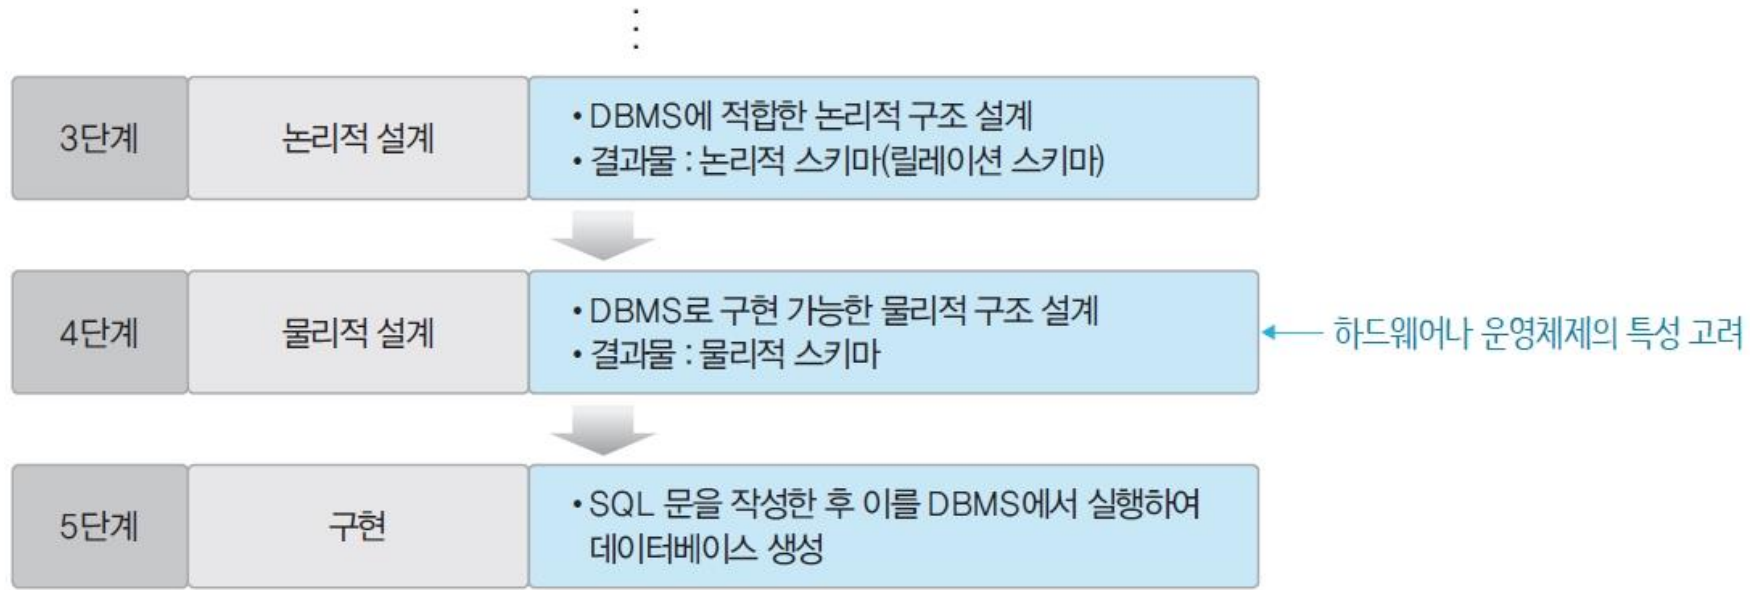 3단계
논리적 설계
• DBMS에 적합한 논리적 구조 설계
• 결과물 : 논리적 스키마(릴레이션 스키마)
4단계
물리적 설계
• DBMS로 구현 가능한 물리적 구조 설계
• 결과물 : 물리적 스키마
하드웨어나 운영체제의 특성 고려
5단계
구현
• SQL 문을 작성한 후 이를 DBMS에서 실행하여
데이터베이스 생성